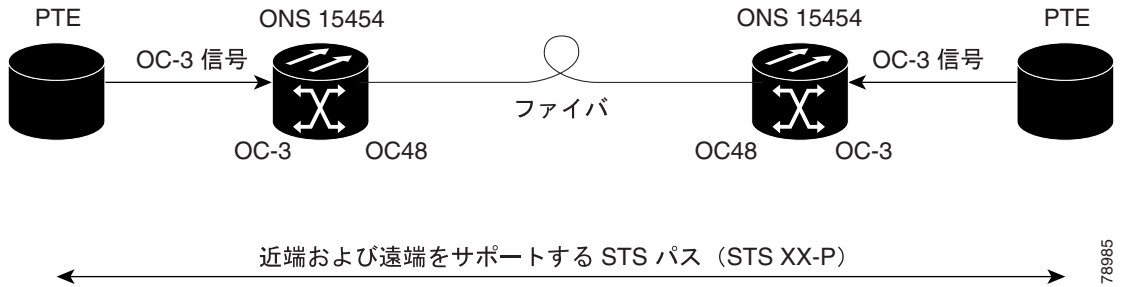 PTE
ONS 15454
ONS 15454
PTE
OC-3 信号
OC-3 信号
ファイバ
OC-3
OC48
OC48
OC-3
近端および遠端をサポートする STS パス（STS XX-P）
78985